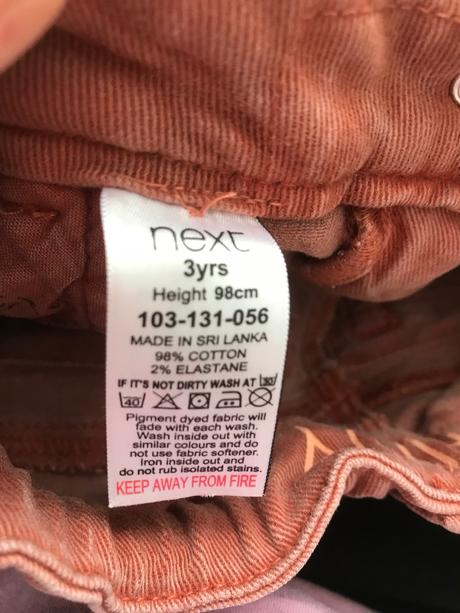 next
3yrs
Height 98cm
103-131-056
MADE IN SRI LANKA
98% COTTON
2% ELASTANE
IF IT'S NOT DIRTY WASH AT 30
40
Pigment dyed fabric will
fade with each wash.
Wash inside out with
similar colours and do
not use fabric softener.
Iron inside out and
do not rub isolated stains.
KEEP AWAY FROM FIRE